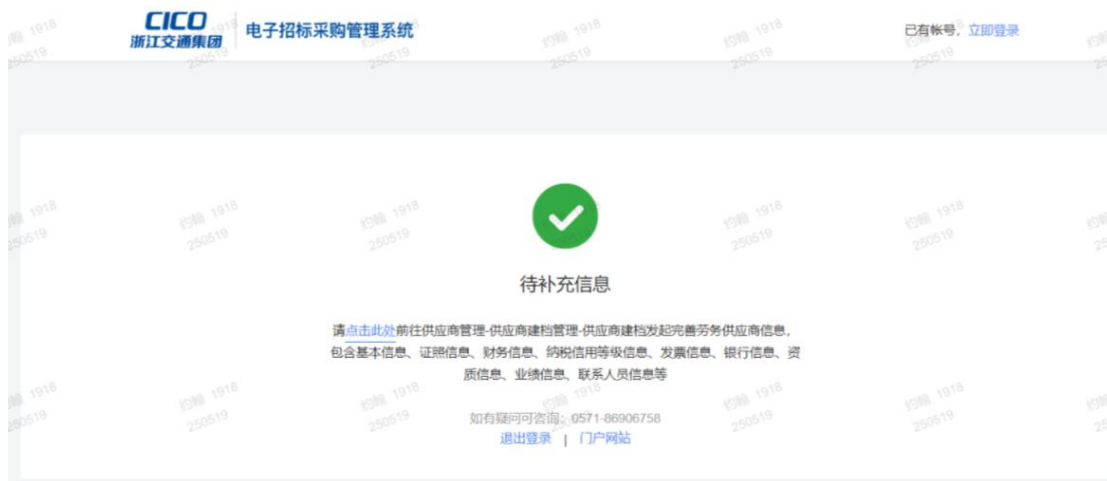 CICO
浙江交通集团
电子招标采购管理系统
已有帐号，立即登录
待补充信息
请点击此处前往供应商管理-供应商建档管理-供应商建档发起完善劳务供应商信息，
包含基本信息、证照信息、财务信息、纳税信用等级信息、发票信息、银行信息、资
质信息、业绩信息、联系人员信息等
如有疑问可咨询：0571-86906758
退出登录 | 门户网站
约翰 1918
250519